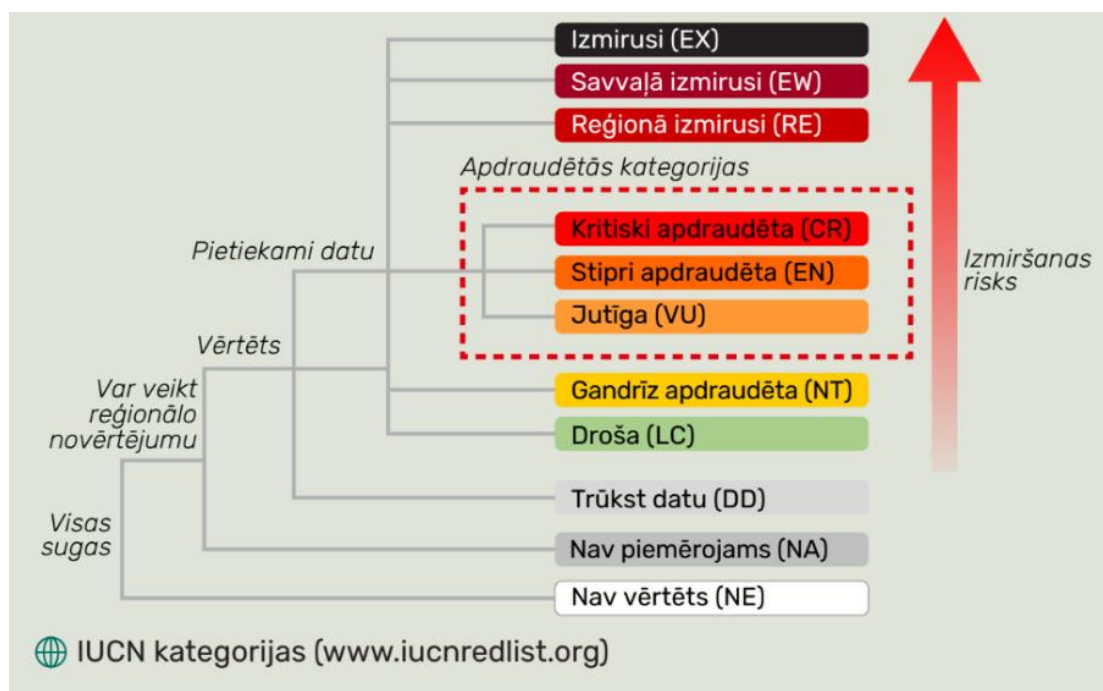 Izmirusi (EX)
Savvaļā izmirusi (EW)
Reģionā izmirusi (RE)
Apdraudētās kategorijas
Kritiski apdraudēta (CR)
Pietiekami datu
Stipri apdraudēta (EN)
Izmiršanas
risks
Jutīga (VU)
Vērtēts
Var veikt
reģionālo
novērtējumu
Gandrīz apdraudēta (NT)
Droša (LC)
Trūkst datu (DD)
Visas
sugas
Nav piemērojams (NA)
Nav vērtēts (NE)
IUCN kategorijas (www.iucnredlist.org)